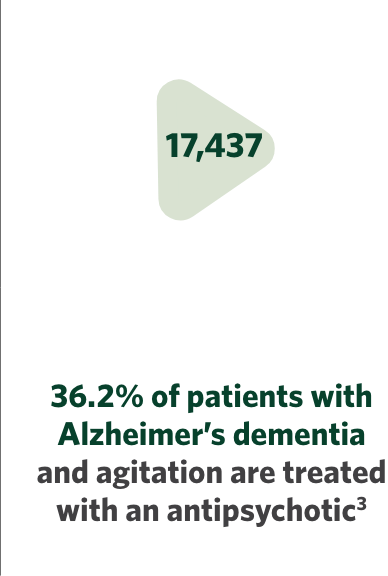 17,437
36.2% of patients with
Alzheimer’s dementia
and agitation are treated
with an antipsychotic³